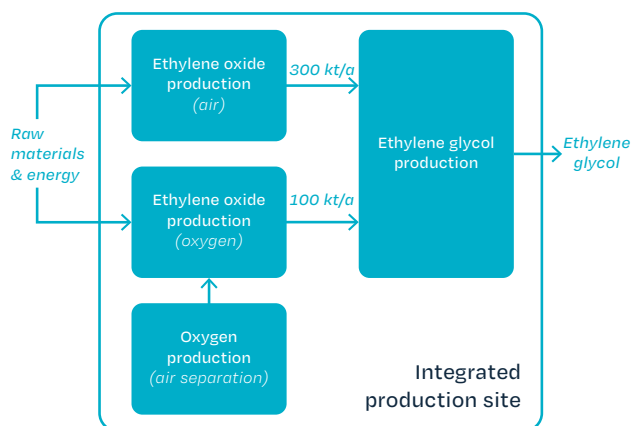 Ethylene oxide
production
(air)
300 kt/a
Raw
materials
& energy
Ethylene glycol
production
Ethylene
glycol
Ethylene oxide
production
(oxygen)
100 kt/a
Oxygen
production
(air separation)
Integrated
production site